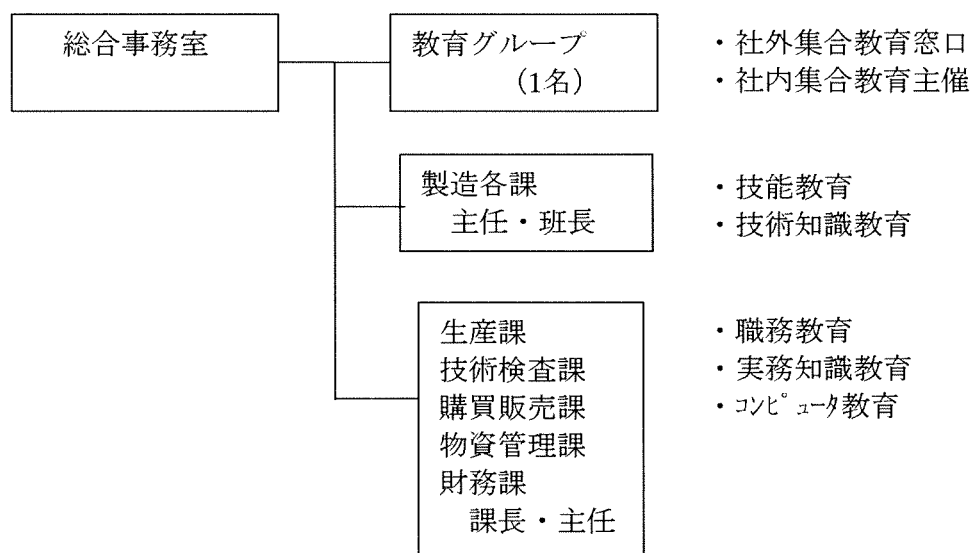 総合事務室
教育グループ
(1名)
・社外集合教育窓口
・社内集合教育主催
製造各課
主任・班長
・技能教育
・技術知識教育
生産課
技術検査課
購買販売課
物資管理課
財務課
課長・主任
・職務教育
・実務知識教育
・ｺﾝﾋﾟｭｰﾀ教育